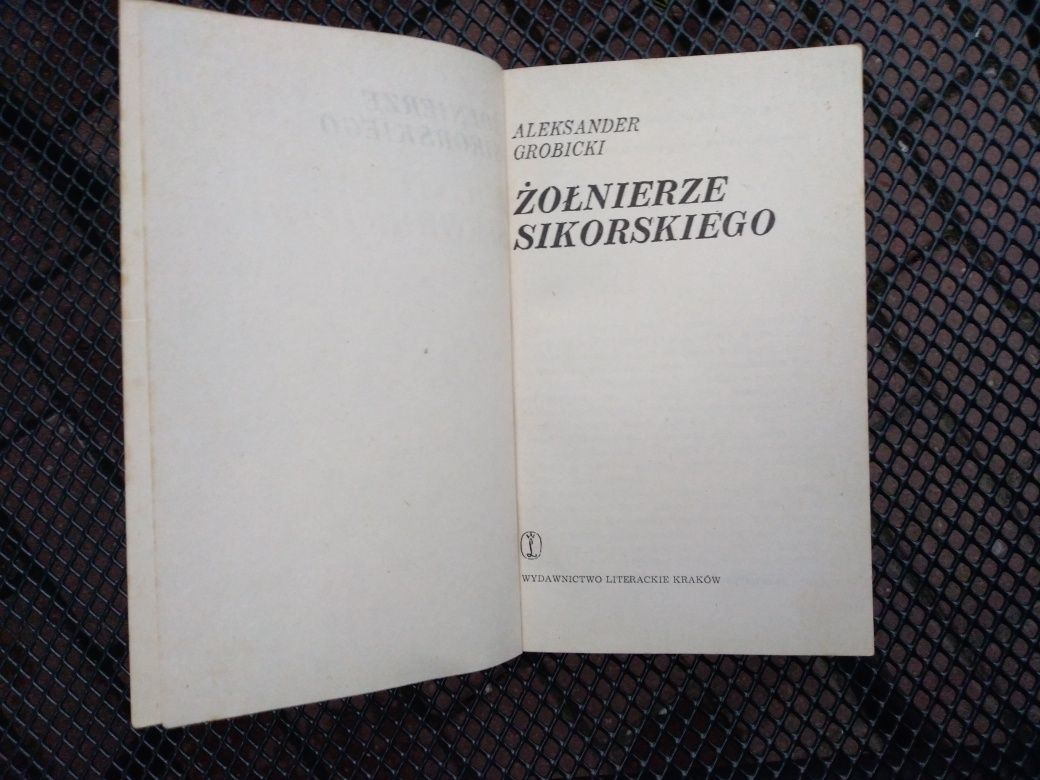 ALEKSANDER
GROBICKI
ŻOŁNIERZE
SIKORSKIEGO
WYDAWNICTWO LITERACKIE KRAKÓW